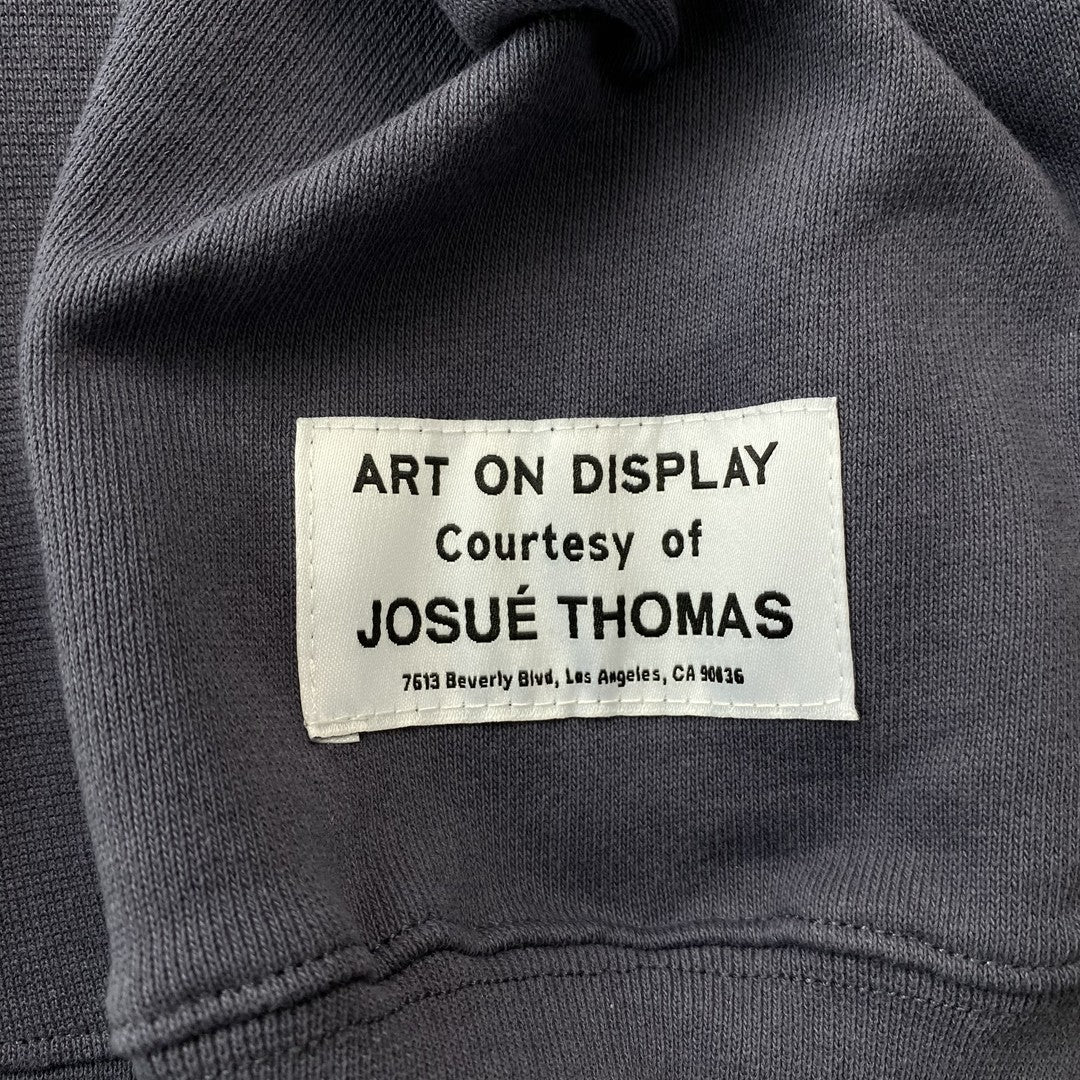 ART ON DISPLAY
Courtesy of
JOSUÉ THOMAS
7613 Beverly Blvd, Los Angeles, CA 90036